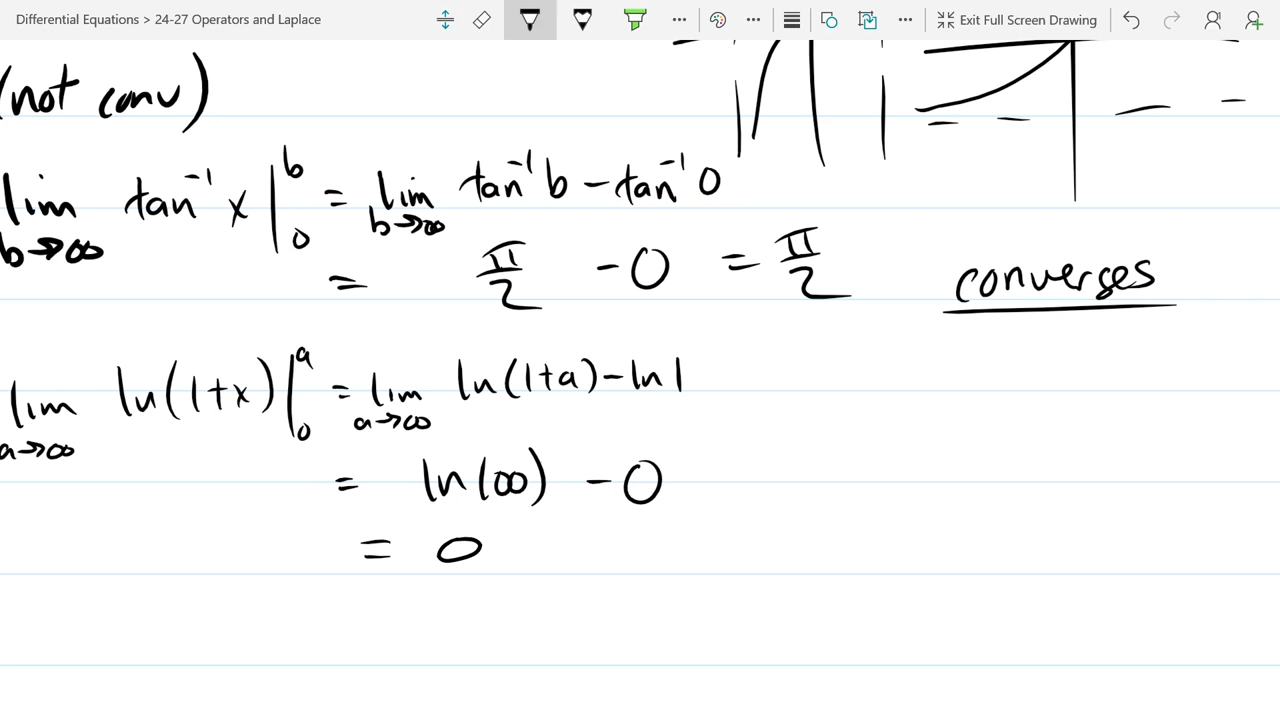 Differential Equations > 24-27 Operators and Laplace
Exit Full Screen Drawing
(not conv)
lim b→∞ tan⁻¹ x |₀ᵇ = lim b→∞ tan⁻¹ b - tan⁻¹ 0
= π/2 - 0 = π/2 converges
lim a→∞ ln(1+x) |₀ᵃ = lim a→∞ ln(1+a) - ln 1
= ln(∞) - 0
= 0